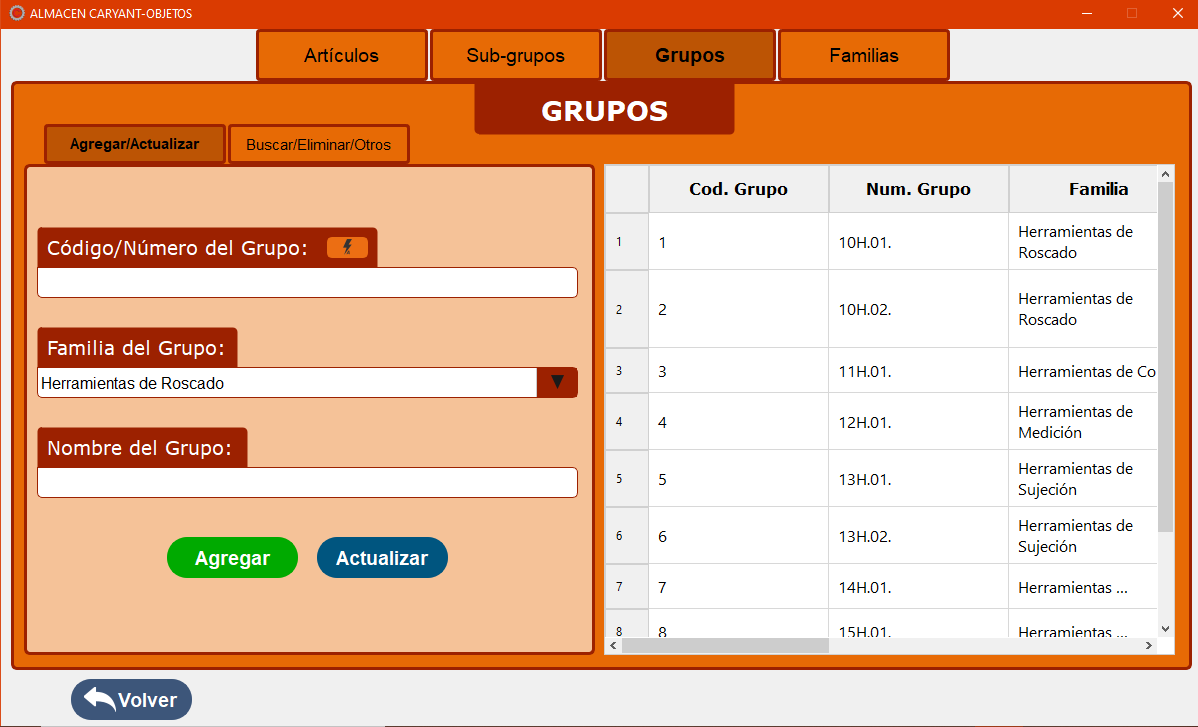 ALMACEN CARYANT-OBJETOS
Artículos Sub-grupos Grupos Familias
GRUPOS
Agregar/Actualizar Buscar/Eliminar/Otros
Código/Número del Grupo:
Familia del Grupo:
Herramientas de Roscado
Nombre del Grupo:
Agregar Actualizar
Cod. Grupo Num. Grupo Familia
1 1 10H.01. Herramientas de
Roscado
2 2 10H.02. Herramientas de
Roscado
3 3 11H.01. Herramientas de Co
4 4 12H.01. Herramientas de
Medición
5 5 13H.01. Herramientas de
Sujeción
6 6 13H.02. Herramientas de
Sujeción
7 7 14H.01. Herramientas ...
8 8 15H.01. Herramientas ...
Volver